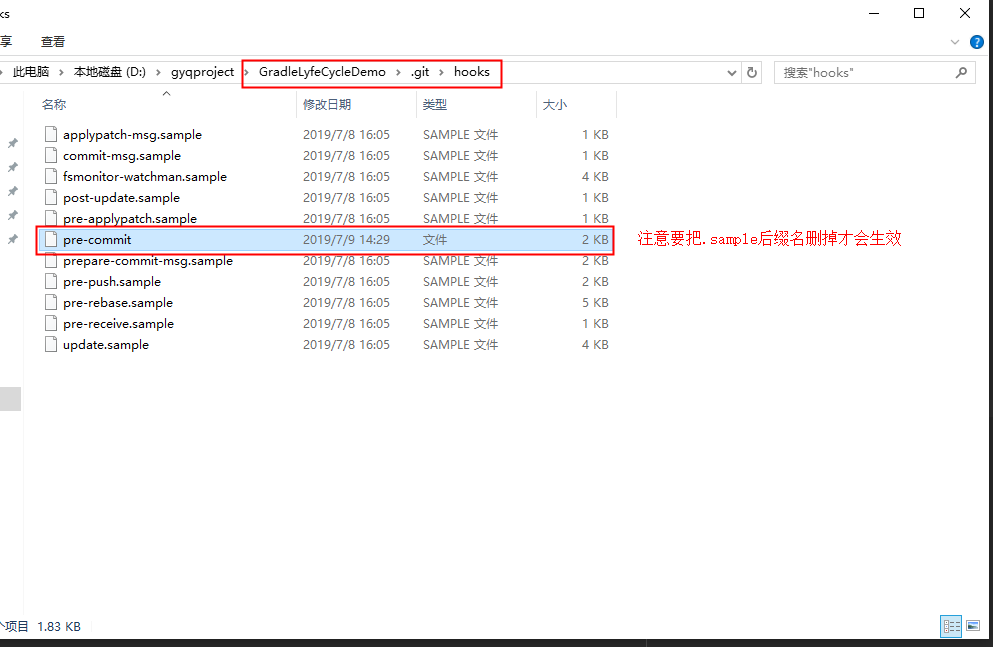 ks
享 查看
此电脑 本地磁盘 (D:) gyqproject GradleLyfeCycleDemo .git hooks 搜索"hooks"
名称 修改日期 类型 大小
applypatch-msg.sample 2019/7/8 16:05 SAMPLE 文件 1 KB
commit-msg.sample 2019/7/8 16:05 SAMPLE 文件 1 KB
fsmonitor-watchman.sample 2019/7/8 16:05 SAMPLE 文件 4 KB
post-update.sample 2019/7/8 16:05 SAMPLE 文件 1 KB
pre-applypatch.sample 2019/7/8 16:05 SAMPLE 文件 1 KB
pre-commit 2019/7/9 14:29 文件 2 KB 注意要把.sample后缀名删掉才会生效
prepare-commit-msg.sample 2019/7/8 16:05 SAMPLE 文件 2 KB
pre-push.sample 2019/7/8 16:05 SAMPLE 文件 2 KB
pre-rebase.sample 2019/7/8 16:05 SAMPLE 文件 5 KB
pre-receive.sample 2019/7/8 16:05 SAMPLE 文件 1 KB
update.sample 2019/7/8 16:05 SAMPLE 文件 4 KB
个项目 1.83 KB